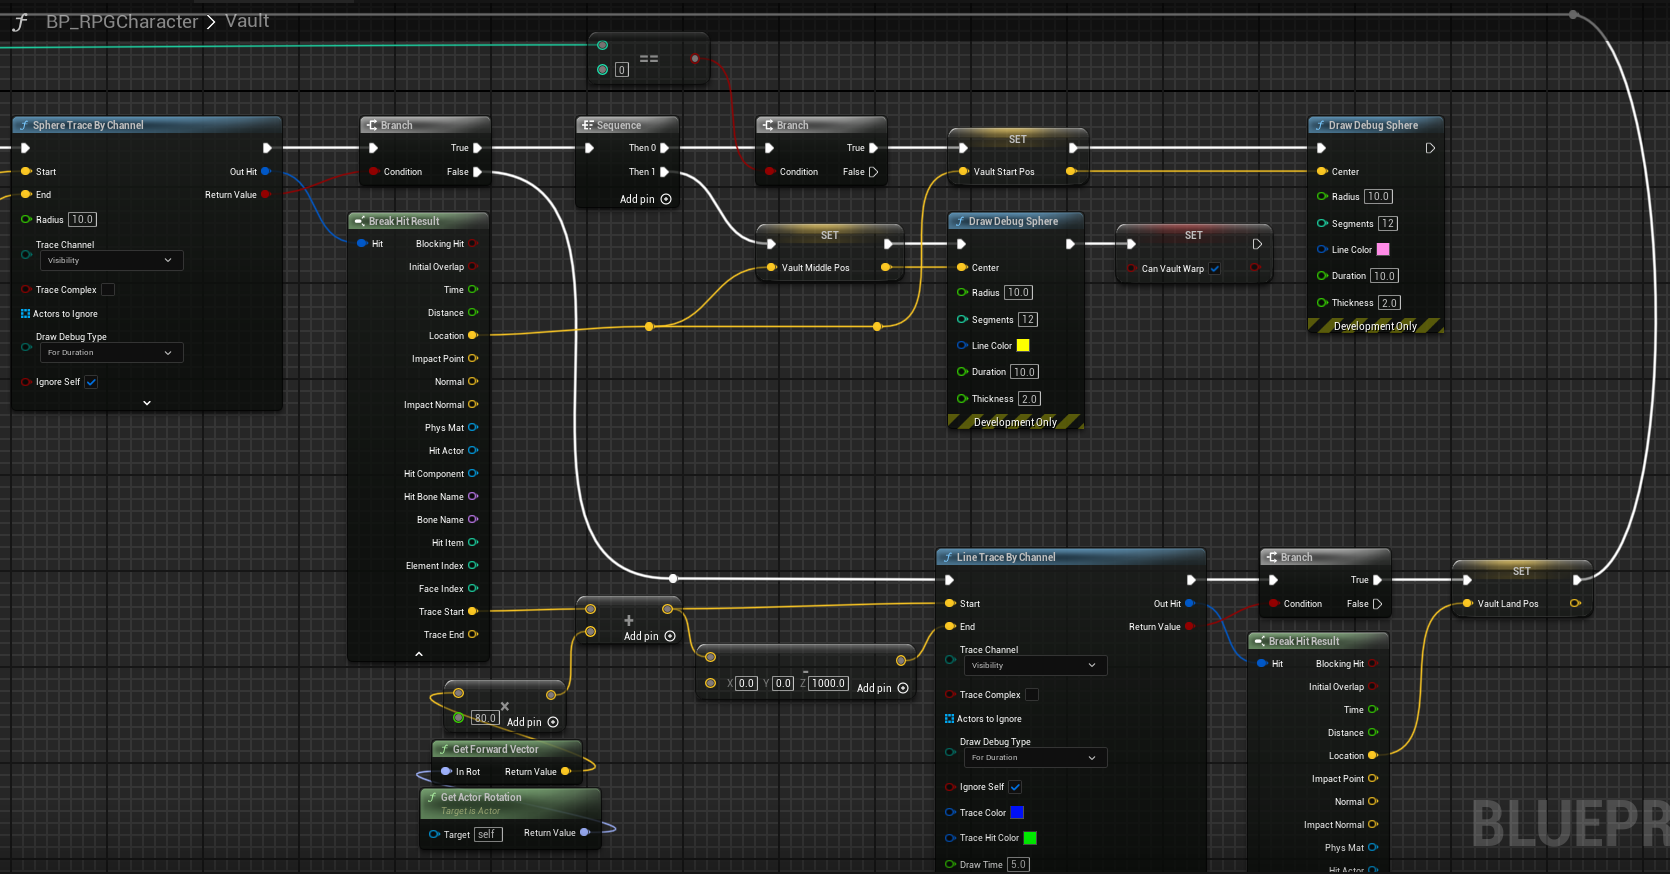 BP_RPGCharacter > Vault
==
0
Sphere Trace By Channel
Start
End
Radius 10.0
Trace Channel
Visibility
Trace Complex
Actors to Ignore
Draw Debug Type
For Duration
Ignore Self
Out Hit
Return Value
Branch
True
Condition False
Break Hit Result
Hit Blocking Hit
Initial Overlap
Time
Distance
Location
Impact Point
Normal
Impact Normal
Phys Mat
Hit Actor
Hit Component
Hit Bone Name
Bone Name
Hit Item
Element Index
Face Index
Trace Start
Trace End
Sequence
Then 0
Then 1
Add pin
Branch
True
Condition False
SET
Vault Start Pos
SET
Vault Middle Pos
Draw Debug Sphere
Center
Radius 10.0
Segments 12
Line Color
Duration 10.0
Thickness 2.0
Development Only
SET
Can Vault Warp
Draw Debug Sphere
Center
Radius 10.0
Segments 12
Line Color
Duration 10.0
Thickness 2.0
Development Only
+
Add pin
-
X 0.0 Y 0.0 Z 1000.0 Add pin
×
80.0 Add pin
Get Forward Vector
In Rot Return Value
Get Actor Rotation
Target is Actor
Target self Return Value
Line Trace By Channel
Start
End
Trace Channel
Visibility
Trace Complex
Actors to Ignore
Draw Debug Type
For Duration
Ignore Self
Trace Color
Trace Hit Color
Draw Time 5.0
Out Hit
Return Value
Branch
True
Condition False
SET
Vault Land Pos
Break Hit Result
Hit Blocking Hit
Initial Overlap
Time
Distance
Location
Impact Point
Normal
Impact Normal
Phys Mat
Hit Actor
BLUEPR